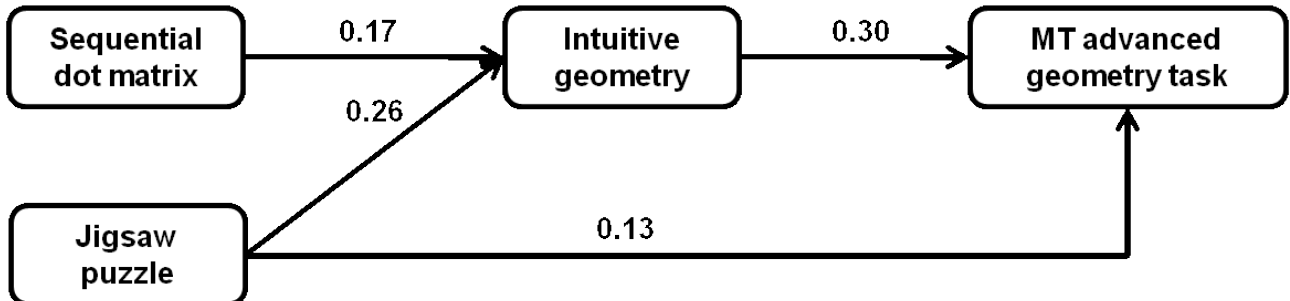 Sequential
dot matrix
0.17
Intuitive
geometry
0.30
MT advanced
geometry task
0.26
Jigsaw
puzzle
0.13